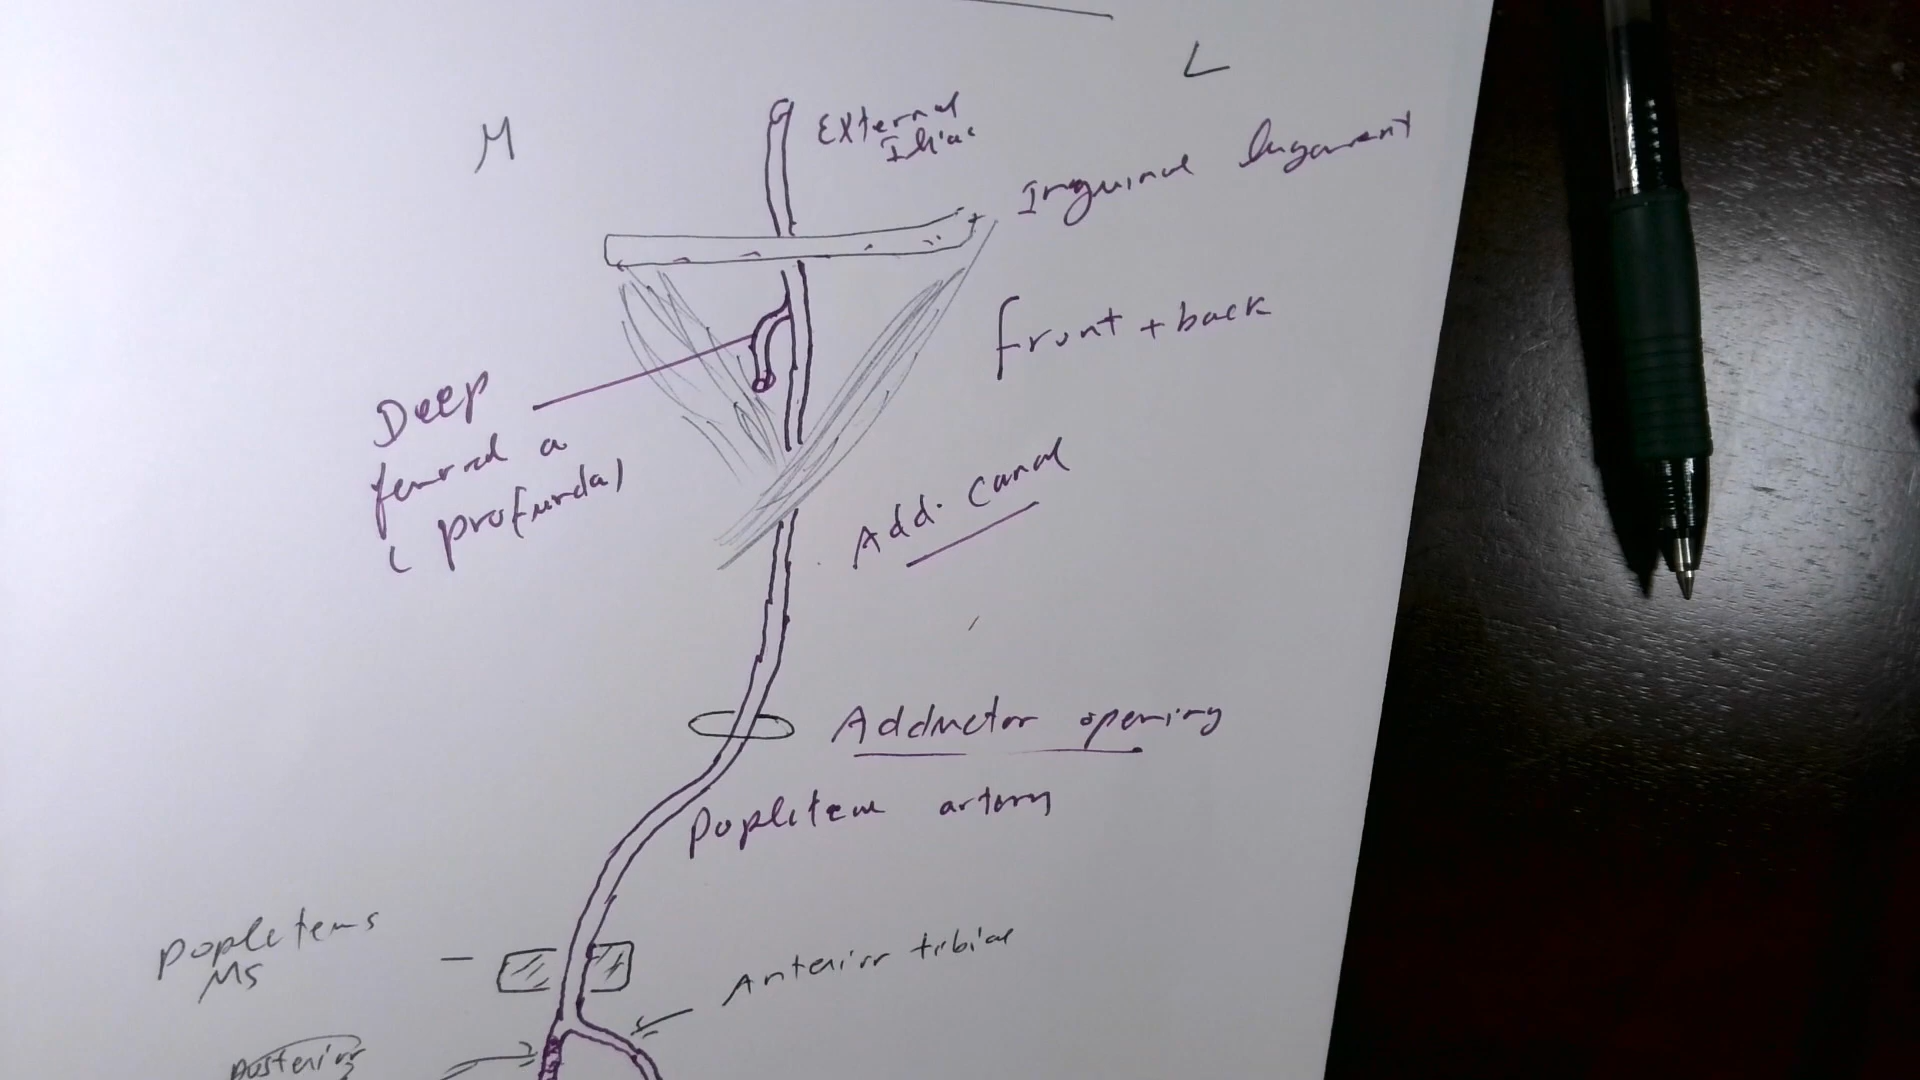 L
M
External
Iliac
Inguinal ligament
front + back
Deep
femoral a
( profunda)
Add. Canal
Adductor opening
Popliteal artery
Popliteus
Ms
Anterior tibial
Posterior